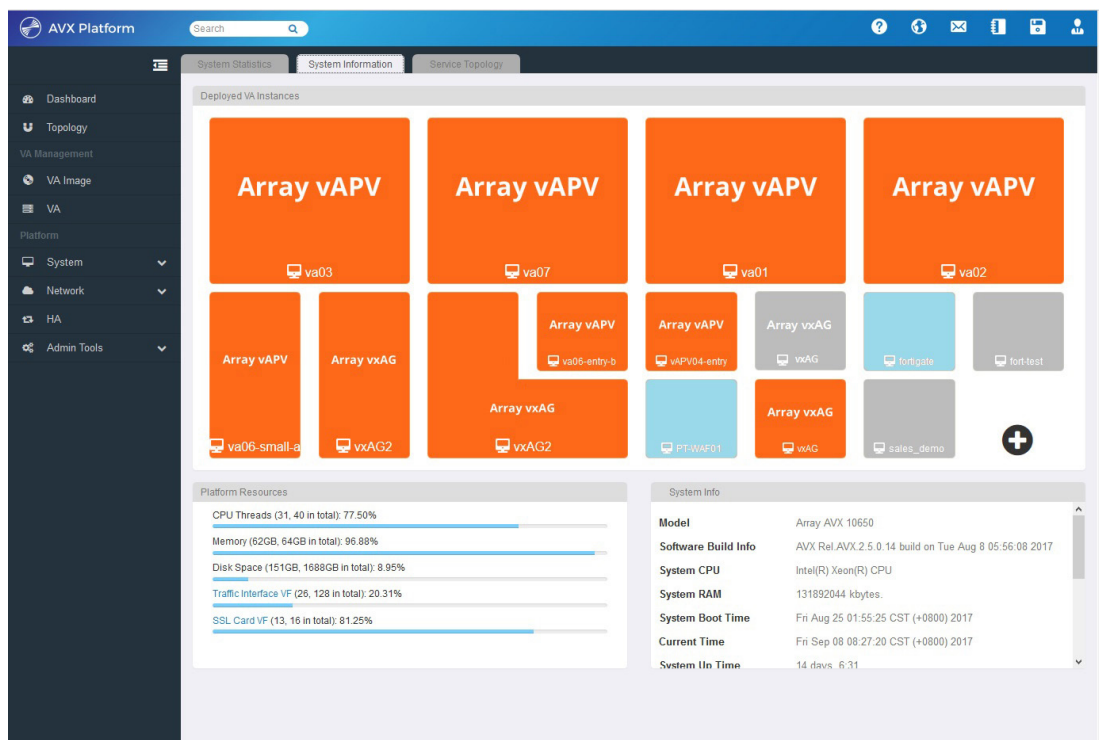 AVX Platform
Search
System Statistics
System Information
Service Topology
Dashboard
Topology
VA Management
VA Image
VA
Platform
System
Network
HA
Admin Tools
Deployed VA Instances
Array vAPV
va03
Array vAPV
va07
Array vAPV
va01
Array vAPV
va02
Array vAPV
va06-small-a
Array vxAG
vxAG2
Array vxAG
vxAG2
Array vAPV
va06-entry-b
Array vAPV
vAPV04-entry
Array vxAG
vxAG
fortigate
fort-test
PT-WAF01
Array vxAG
vxAG
sales_demo
Platform Resources
CPU Threads (31, 40 in total): 77.50%
Memory (62GB, 64GB in total): 96.88%
Disk Space (151GB, 1688GB in total): 8.95%
Traffic Interface VF (26, 128 in total): 20.31%
SSL Card VF (13, 16 in total): 81.25%
System Info
Model Array AVX 10650
Software Build Info AVX Rel.AVX.2.5.0.14 build on Tue Aug 8 05:56:08 2017
System CPU Intel(R) Xeon(R) CPU
System RAM 131892044 kbytes.
System Boot Time Fri Aug 25 01:55:25 CST (+0800) 2017
Current Time Fri Sep 08 08:27:20 CST (+0800) 2017
System Up Time 14 days, 6:31